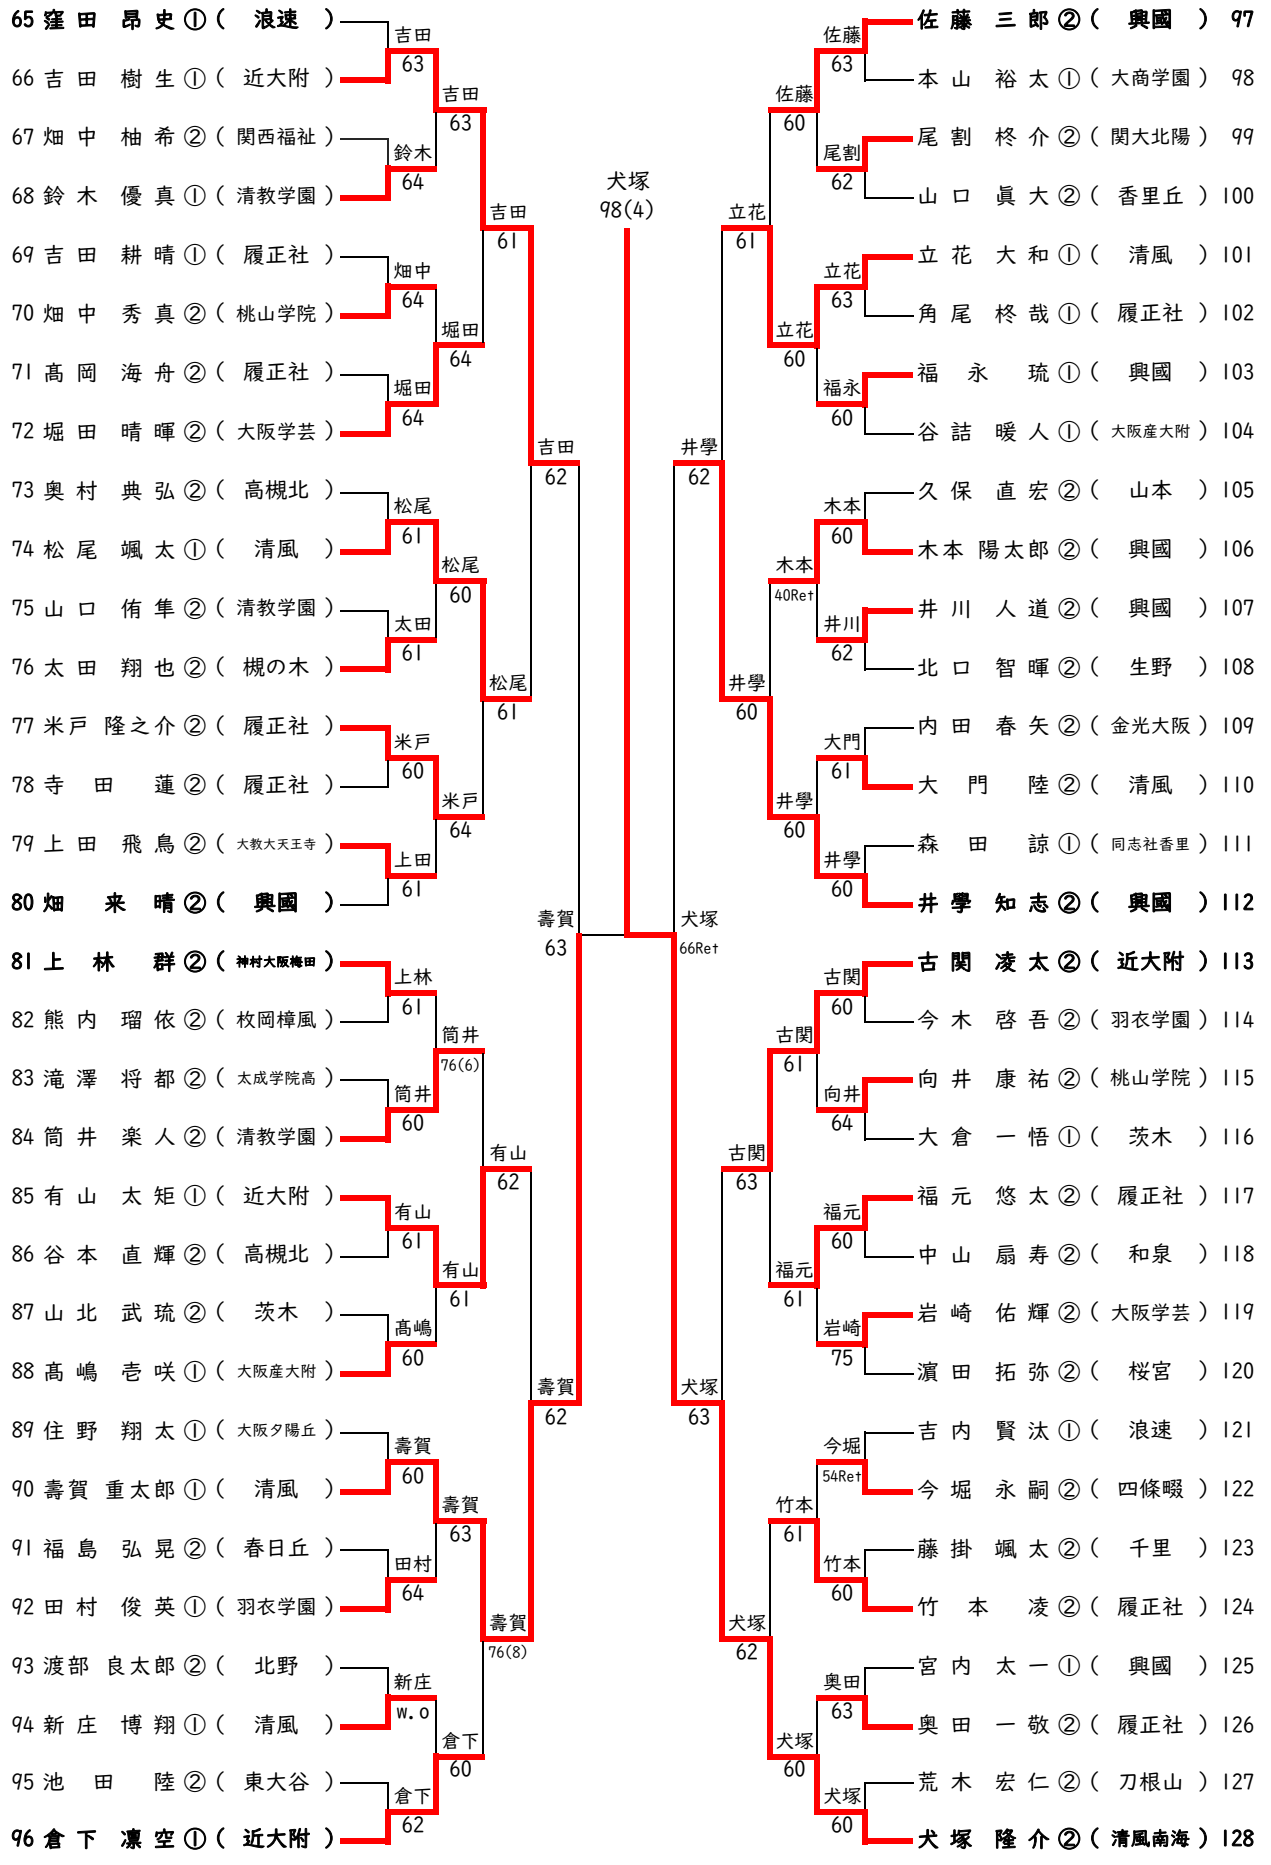 65 窪田 昂史① ( 浪速 )
66 吉田 樹生① ( 近大附 )
67 畑中 柚希② ( 関西福祉 )
68 鈴木 優真① ( 清教学園 )
69 吉田 耕晴① ( 履正社 )
70 畑中 秀真② ( 桃山学院 )
71 髙岡 海舟② ( 履正社 )
72 堀田 晴暉② ( 大阪学芸 )
73 奥村 典弘② ( 高槻北 )
74 松尾 颯太① ( 清風 )
75 山口 侑隼② ( 清教学園 )
76 太田 翔也② ( 槻の木 )
77 米戸 隆之介② ( 履正社 )
78 寺田 蓮② ( 履正社 )
79 上田 飛鳥② ( 大教大天王寺 )
80 畑 来晴② ( 興國 )
81 上林 群② ( 神村大阪梅田 )
82 熊内 瑠依② ( 枚岡樟風 )
83 滝澤 将都② ( 太成学院高 )
84 筒井 楽人② ( 清教学園 )
85 有山 太矩① ( 近大附 )
86 谷本 直輝② ( 高槻北 )
87 山北 武琉② ( 茨木 )
88 髙嶋 壱咲① ( 大阪産大附 )
89 住野 翔太① ( 大阪夕陽丘 )
90 壽賀 重太郎① ( 清風 )
91 福島 弘晃② ( 春日丘 )
92 田村 俊英① ( 羽衣学園 )
93 渡部 良太郎② ( 北野 )
94 新庄 博翔① ( 清風 )
95 池田 陸② ( 東大谷 )
96 倉下 凛空① ( 近大附 )
吉田
63
鈴木
64
畑中
64
堀田
64
松尾
61
太田
61
米戸
60
上田
61
上林
61
筒井
60
有山
61
髙嶋
60
壽賀
60
田村
64
新庄
w.o
倉下
62
吉田
63
堀田
64
松尾
60
米戸
64
筒井
76(6)
有山
61
壽賀
63
倉下
60
吉田
61
松尾
61
有山
62
壽賀
76(8)
吉田
62
壽賀
62
壽賀
63
犬塚
98(4)
犬塚
66Ret
井學
62
犬塚
63
立花
61
井學
60
古関
63
犬塚
62
佐藤
60
立花
60
木本
40Ret
井學
60
古関
61
福元
61
竹本
61
犬塚
60
佐藤
63
尾割
62
立花
63
福永
60
木本
60
井川
62
大門
61
井學
60
古関
60
向井
64
福元
60
岩崎
75
今堀
54Ret
竹本
60
奥田
63
犬塚
60
佐藤 三郎② ( 興國 ) 97
本山 裕太① ( 大商学園 ) 98
尾割 柊介② ( 関大北陽 ) 99
山口 眞大② ( 香里丘 ) 100
立花 大和① ( 清風 ) 101
角尾 柊哉① ( 履正社 ) 102
福永 琉① ( 興國 ) 103
谷詰 暖人① ( 大阪産大附 ) 104
久保 直宏② ( 山本 ) 105
木本 陽太郎② ( 興國 ) 106
井川 人道② ( 興國 ) 107
北口 智暉② ( 生野 ) 108
内田 春矢② ( 金光大阪 ) 109
大門 陸② ( 清風 ) 110
森田 諒① ( 同志社香里 ) 111
井學 知志② ( 興國 ) 112
古関 凌太② ( 近大附 ) 113
今木 啓吾② ( 羽衣学園 ) 114
向井 康祐② ( 桃山学院 ) 115
大倉 一悟① ( 茨木 ) 116
福元 悠太② ( 履正社 ) 117
中山 扇寿② ( 和泉 ) 118
岩崎 佑輝② ( 大阪学芸 ) 119
濵田 拓弥② ( 桜宮 ) 120
吉内 賢汰① ( 浪速 ) 121
今堀 永嗣② ( 四條畷 ) 122
藤掛 颯太② ( 千里 ) 123
竹本 凌② ( 履正社 ) 124
宮内 太一① ( 興國 ) 125
奥田 一敬② ( 履正社 ) 126
荒木 宏仁② ( 刀根山 ) 127
犬塚 隆介② ( 清風南海 ) 128